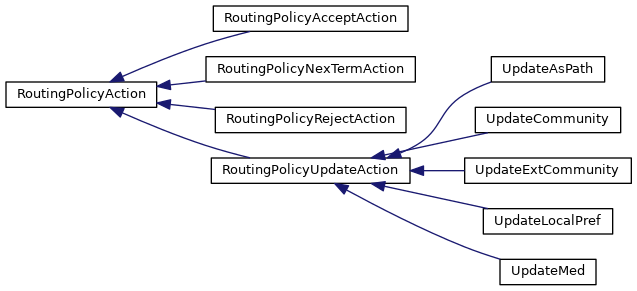 RoutingPolicyAcceptAction
RoutingPolicyNexTermAction
UpdateAsPath
RoutingPolicyAction
RoutingPolicyRejectAction
UpdateCommunity
RoutingPolicyUpdateAction
UpdateExtCommunity
UpdateLocalPref
UpdateMed